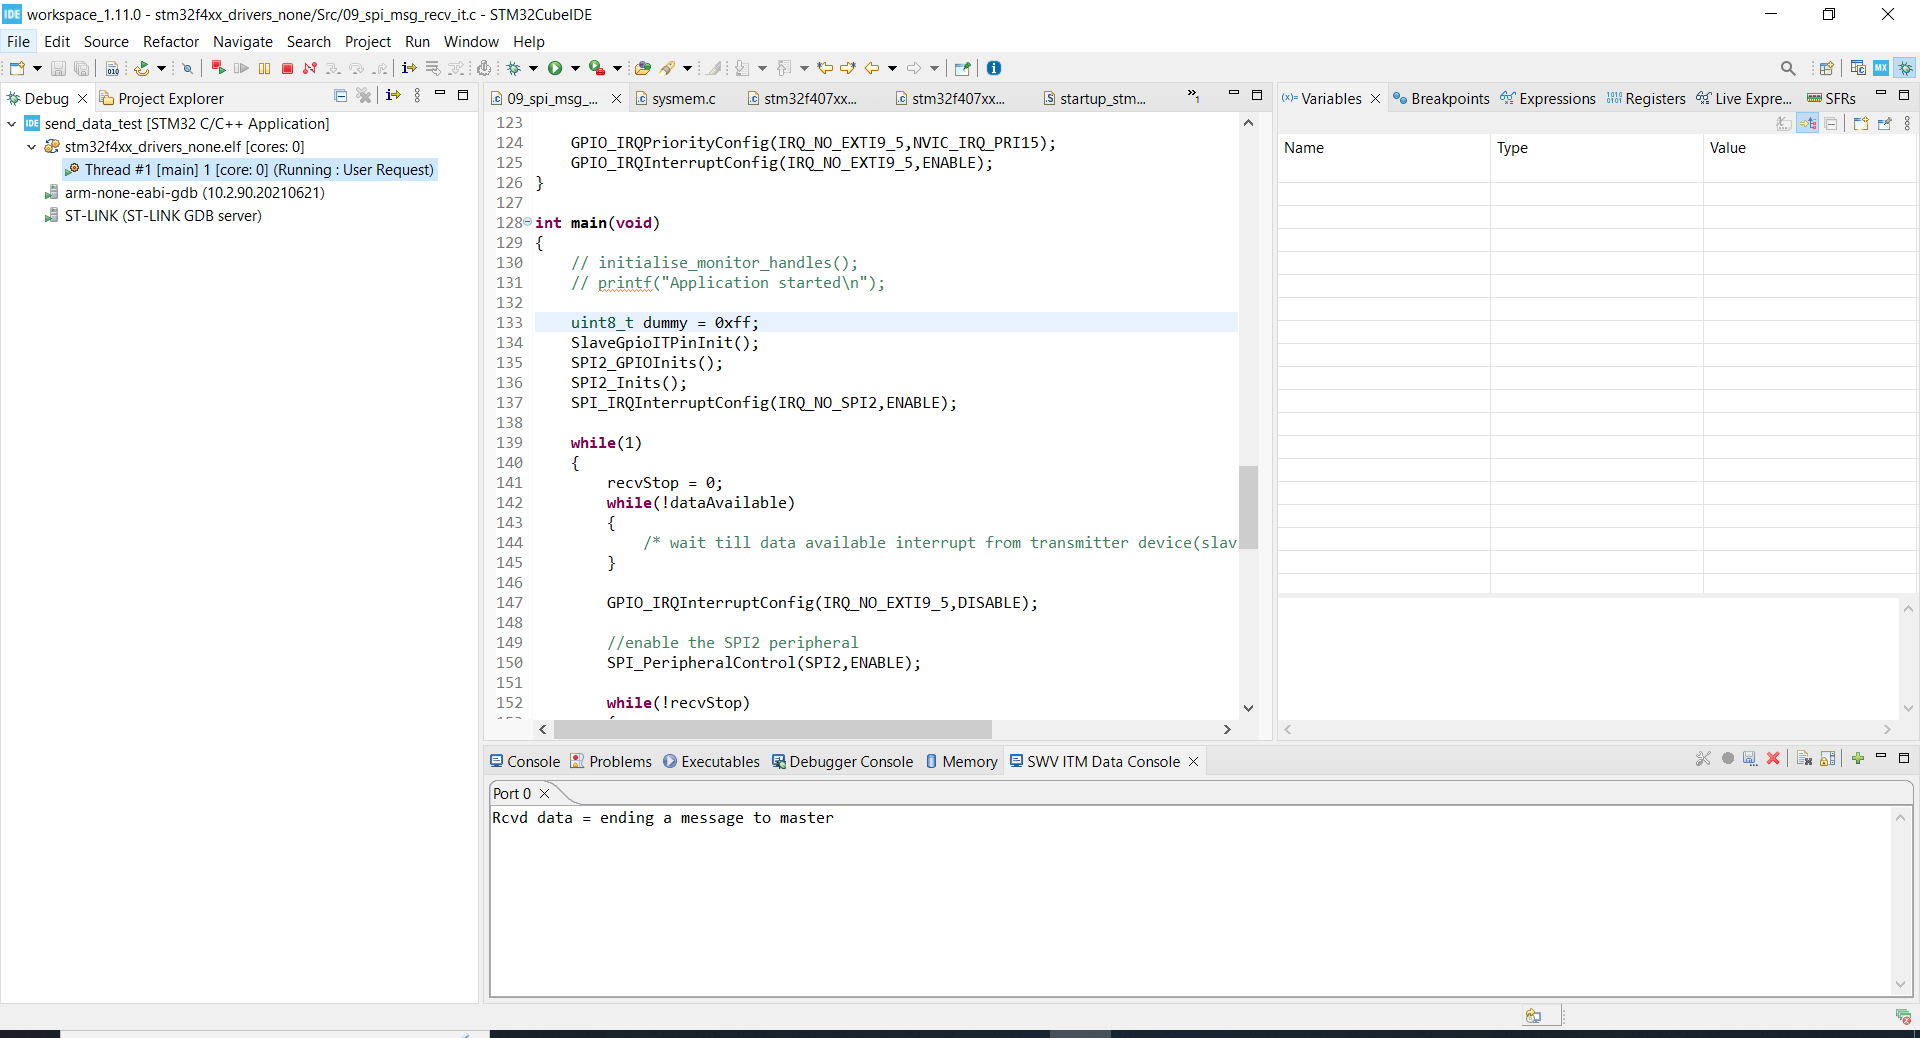 IDE workspace_1.11.0 - stm32f4xx_drivers_none/Src/09_spi_msg_recv_it.c - STM32CubeIDE
File Edit Source Refactor Navigate Search Project Run Window Help
Debug Project Explorer
send_data_test [STM32 C/C++ Application]
stm32f4xx_drivers_none.elf [cores: 0]
Thread #1 [main] 1 [core: 0] (Running : User Request)
arm-none-eabi-gdb (10.2.90.20210621)
ST-LINK (ST-LINK GDB server)
09_spi_msg_... sysmem.c stm32f407xx... stm32f407xx... startup_stm... »1
123
124 GPIO_IRQPriorityConfig(IRQ_NO_EXTI9_5,NVIC_IRQ_PRI15);
125 GPIO_IRQInterruptConfig(IRQ_NO_EXTI9_5,ENABLE);
126 }
127
128 int main(void)
129 {
130 // initialise_monitor_handles();
131 // printf("Application started\n");
132
133 uint8_t dummy = 0xff;
134 SlaveGpioITPinInit();
135 SPI2_GPIOInits();
136 SPI2_Inits();
137 SPI_IRQInterruptConfig(IRQ_NO_SPI2,ENABLE);
138
139 while(1)
140 {
141 recvStop = 0;
142 while(!dataAvailable)
143 {
144 /* wait till data available interrupt from transmitter device(slav
145 }
146
147 GPIO_IRQInterruptConfig(IRQ_NO_EXTI9_5,DISABLE);
148
149 //enable the SPI2 peripheral
150 SPI_PeripheralControl(SPI2,ENABLE);
151
152 while(!recvStop)
(x)= Variables Breakpoints Expressions Registers Live Expre... SFRs
Name Type Value
Console Problems Executables Debugger Console Memory SWV ITM Data Console
Port 0
Rcvd data = ending a message to master